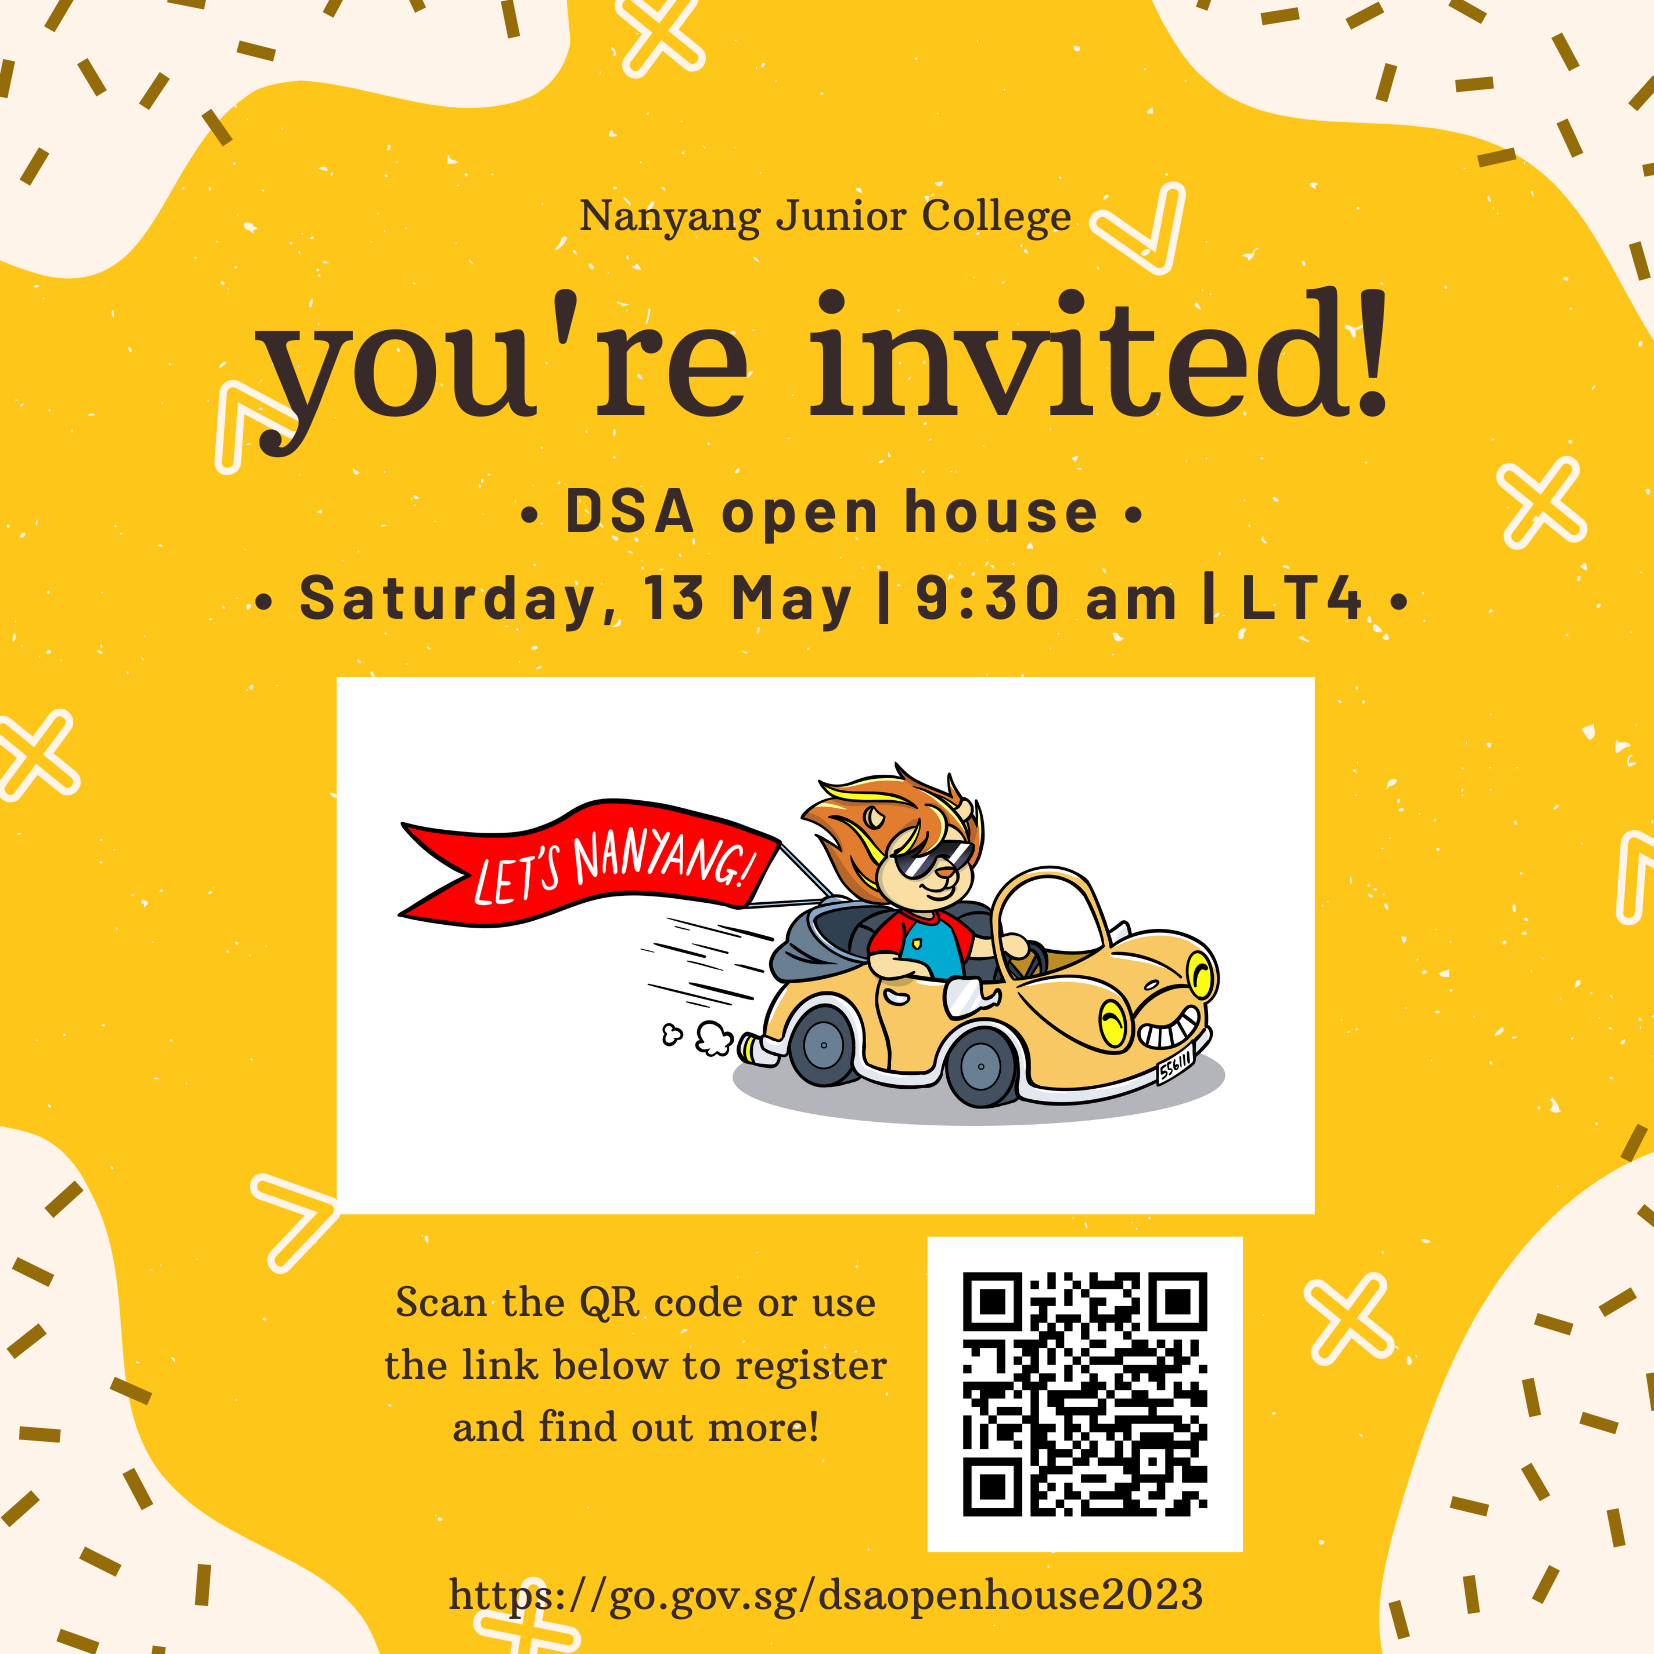 Nanyang Junior College
you're invited!
• DSA open house •
• Saturday, 13 May | 9:30 am | LT4 •
LET'S NANYANG!
556111
Scan the QR code or use
the link below to register
and find out more!
https://go.gov.sg/dsaopenhouse2023